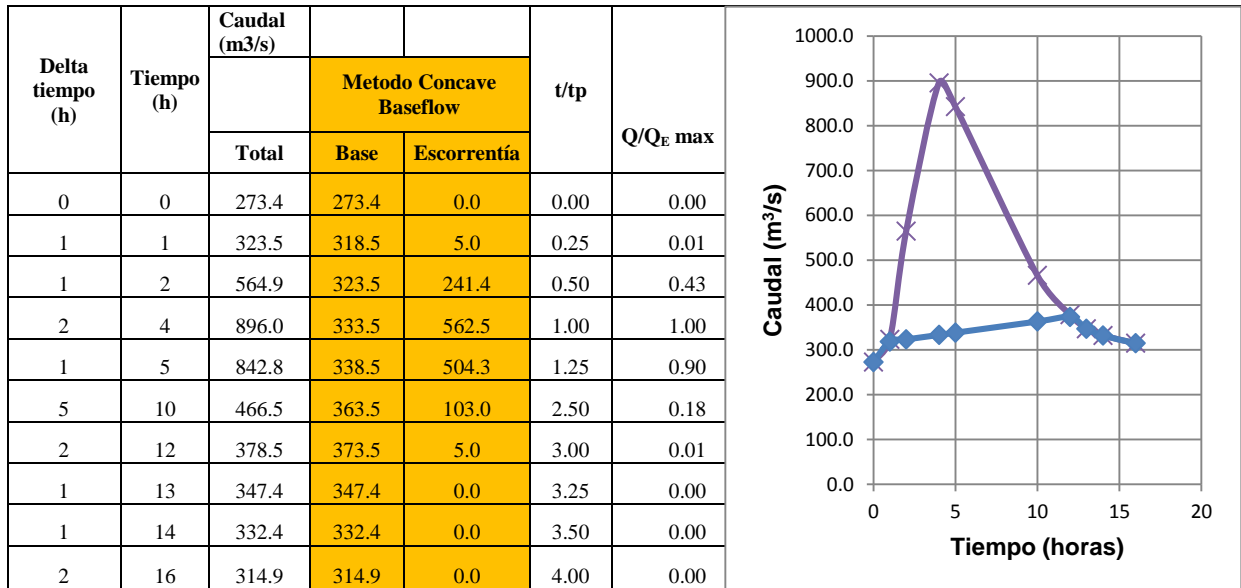 Delta tiempo (h) Tiempo (h) Caudal (m3/s) t/tp Q/QE max
Metodo Concave Baseflow
Total Base Escorrentía
0 0 273.4 273.4 0.0 0.00 0.00
1 1 323.5 318.5 5.0 0.25 0.01
1 2 564.9 323.5 241.4 0.50 0.43
2 4 896.0 333.5 562.5 1.00 1.00
1 5 842.8 338.5 504.3 1.25 0.90
5 10 466.5 363.5 103.0 2.50 0.18
2 12 378.5 373.5 5.0 3.00 0.01
1 13 347.4 347.4 0.0 3.25 0.00
1 14 332.4 332.4 0.0 3.50 0.00
2 16 314.9 314.9 0.0 4.00 0.00
Caudal (m³/s)
1000.0
900.0
800.0
700.0
600.0
500.0
400.0
300.0
200.0
100.0
0.0
0 5 10 15 20
Tiempo (horas)